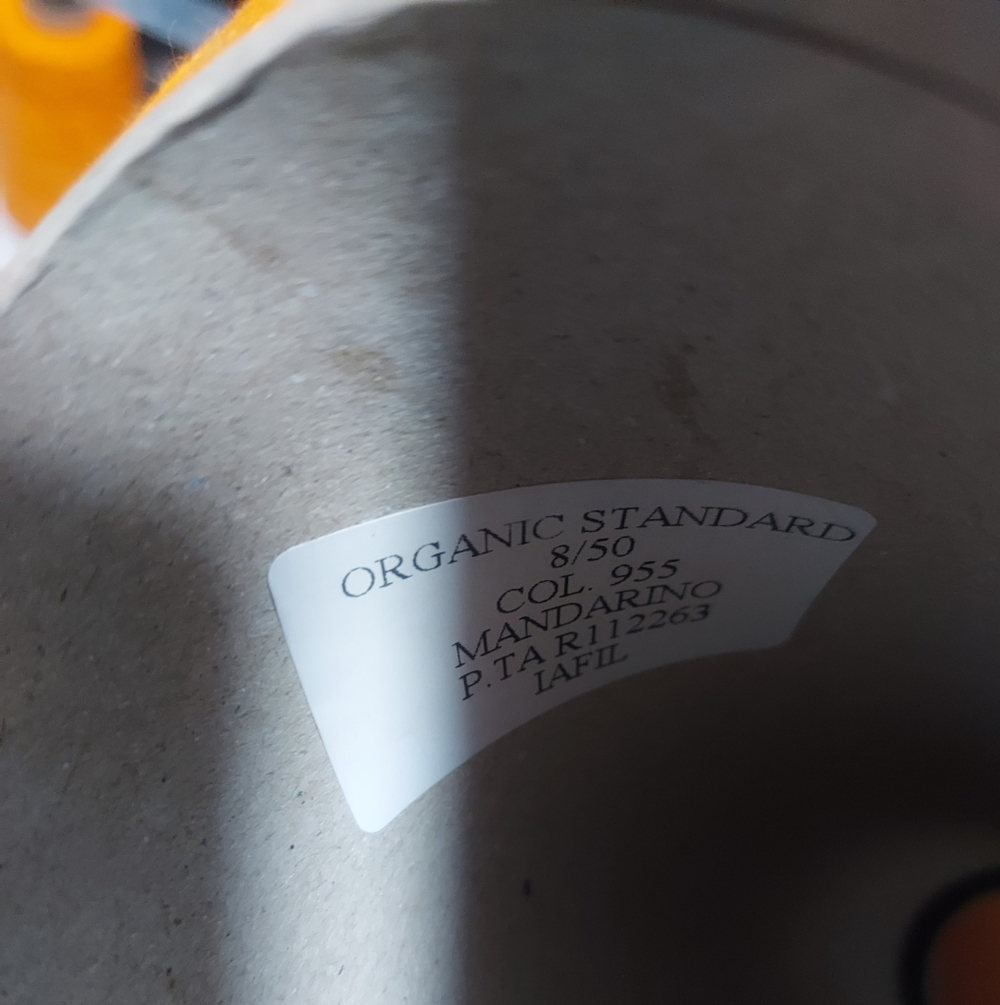 ORGANIC STANDARD
8/50
COL. 955
MANDARINO
P.TA R112263
IAFIL